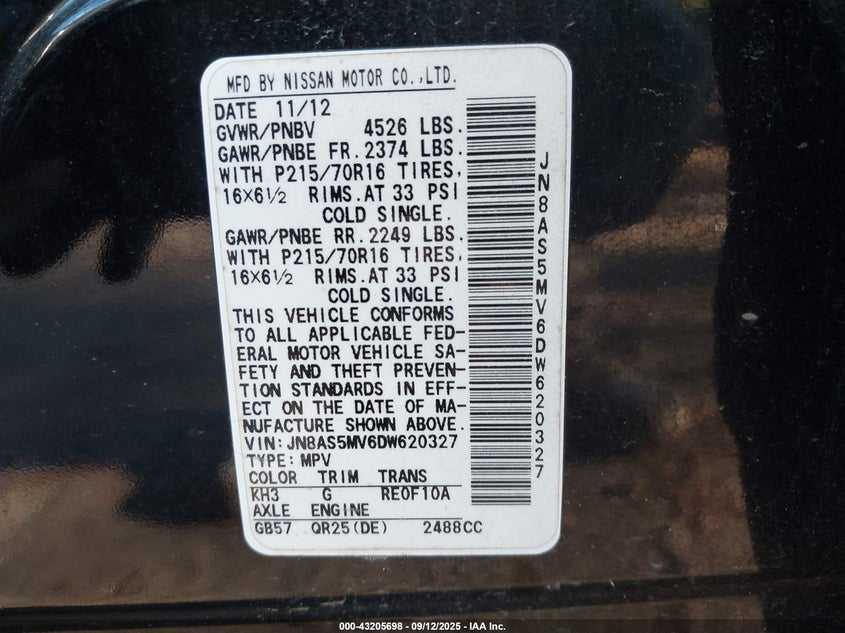 MFD BY NISSAN MOTOR CO.,LTD.
DATE 11/12
GVWR/PNBV 4526 LBS.
GAWR/PNBE FR. 2374 LBS.
WITH P215/70R16 TIRES,
16×6½ RIMS. AT 33 PSI
COLD SINGLE.
GAWR/PNBE RR. 2249 LBS.
WITH P215/70R16 TIRES,
16×6½ RIMS. AT 33 PSI
COLD SINGLE.
THIS VEHICLE CONFORMS
TO ALL APPLICABLE FED-
ERAL MOTOR VEHICLE SA-
FETY AND THEFT PREVEN-
TION STANDARDS IN EFF-
ECT ON THE DATE OF MA-
NUFACTURE SHOWN ABOVE.
VIN: JN8AS5MV6DW620327
TYPE: MPV
COLOR TRIM TRANS
KH3 G RE0F10A
AXLE ENGINE
GB57 QR25(DE) 2488CC
JN8AS5MV6DW620327
000-43205698 - 09/12/2025 - IAA Inc.